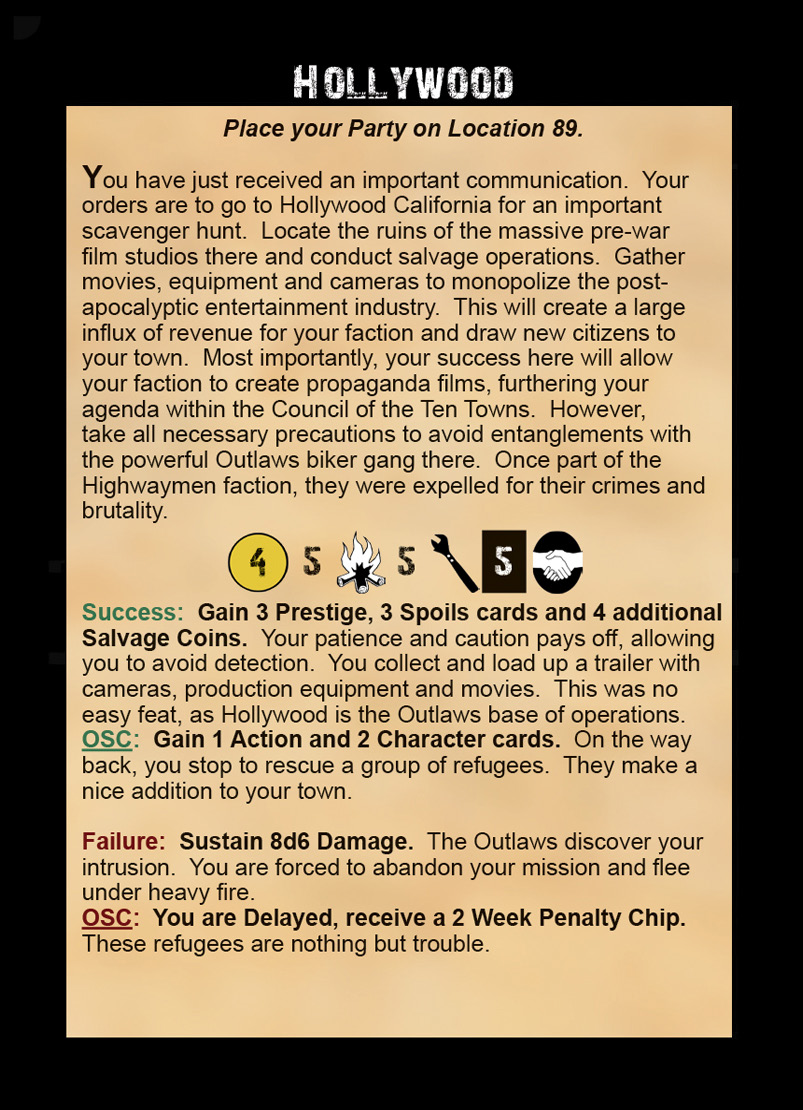 HOLLYWOOD
Place your Party on Location 89.
You have just received an important communication. Your
orders are to go to Hollywood California for an important
scavenger hunt. Locate the ruins of the massive pre-war
film studios there and conduct salvage operations. Gather
movies, equipment and cameras to monopolize the post-
apocalyptic entertainment industry. This will create a large
influx of revenue for your faction and draw new citizens to
your town. Most importantly, your success here will allow
your faction to create propaganda films, furthering your
agenda within the Council of the Ten Towns. However,
take all necessary precautions to avoid entanglements with
the powerful Outlaws biker gang there. Once part of the
Highwaymen faction, they were expelled for their crimes and
brutality.
4 5 5 5
Success: Gain 3 Prestige, 3 Spoils cards and 4 additional
Salvage Coins. Your patience and caution pays off, allowing
you to avoid detection. You collect and load up a trailer with
cameras, production equipment and movies. This was no
easy feat, as Hollywood is the Outlaws base of operations.
OSC: Gain 1 Action and 2 Character cards. On the way
back, you stop to rescue a group of refugees. They make a
nice addition to your town.
Failure: Sustain 8d6 Damage. The Outlaws discover your
intrusion. You are forced to abandon your mission and flee
under heavy fire.
OSC: You are Delayed, receive a 2 Week Penalty Chip.
These refugees are nothing but trouble.